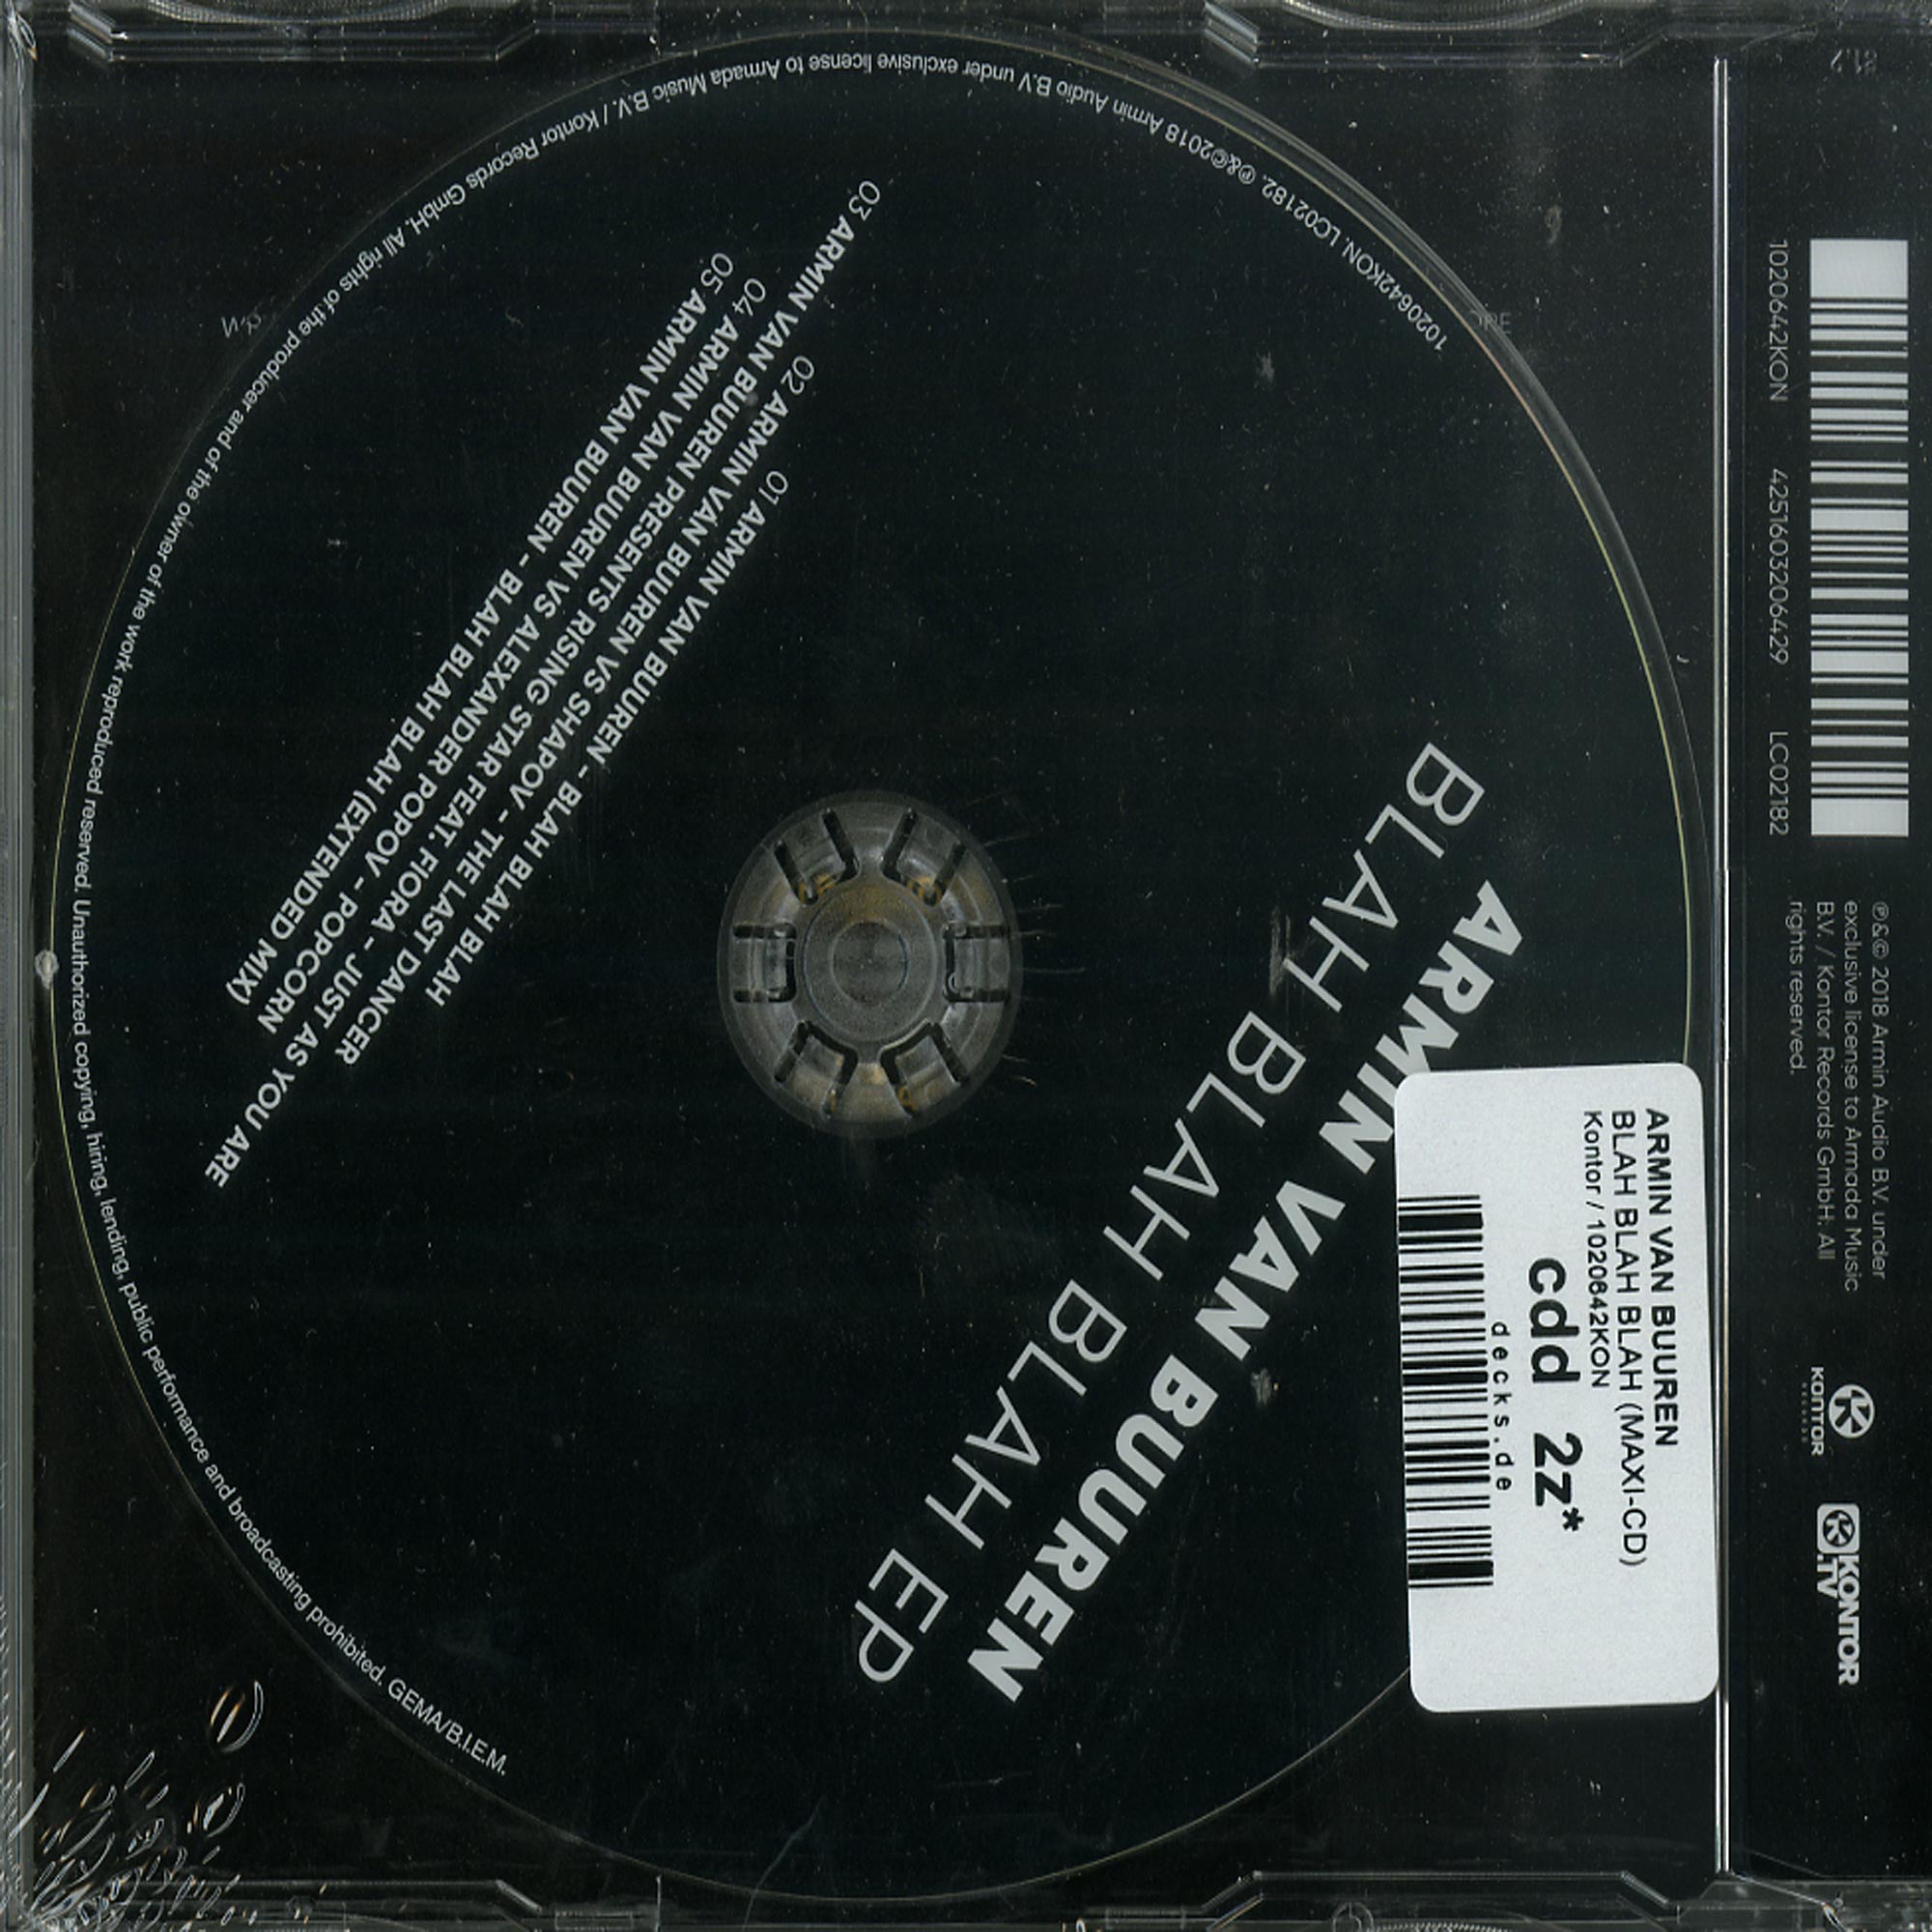 ARMIN VAN BUUREN
BLAH BLAH BLAH EP
01 ARMIN VAN BUUREN - BLAH BLAH BLAH
02 ARMIN VAN BUUREN VS SHAPOV - THE LAST DANCER
03 ARMIN VAN BUUREN PRESENTS RISING STAR FEAT. FIORA - JUST AS YOU ARE
04 ARMIN VAN BUUREN VS ALEXANDER POPOV - POPCORN
05 ARMIN VAN BUUREN - BLAH BLAH BLAH (EXTENDED MIX)
1020642KON. LC02182. ℗&©2018 Armin Audio B.V under exclusive license to Armada Music B.V. / Kontor Records GmbH. All rights of the producer and of the owner of the work reproduced reserved. Unauthorized copying, hiring, lending, public performance and broadcasting prohibited. GEMA/B.I.E.M.
ARMIN VAN BUUREN
BLAH BLAH BLAH (MAXI-CD)
Kontor / 1020642KON
cdd 2z*
decks.de
1020642KON 4251603206429 LC02182
℗&© 2018 Armin Audio B.V. under
exclusive license to Armada Music
B.V. / Kontor Records GmbH. All
rights reserved.
KONTOR
KONTOR
.TV